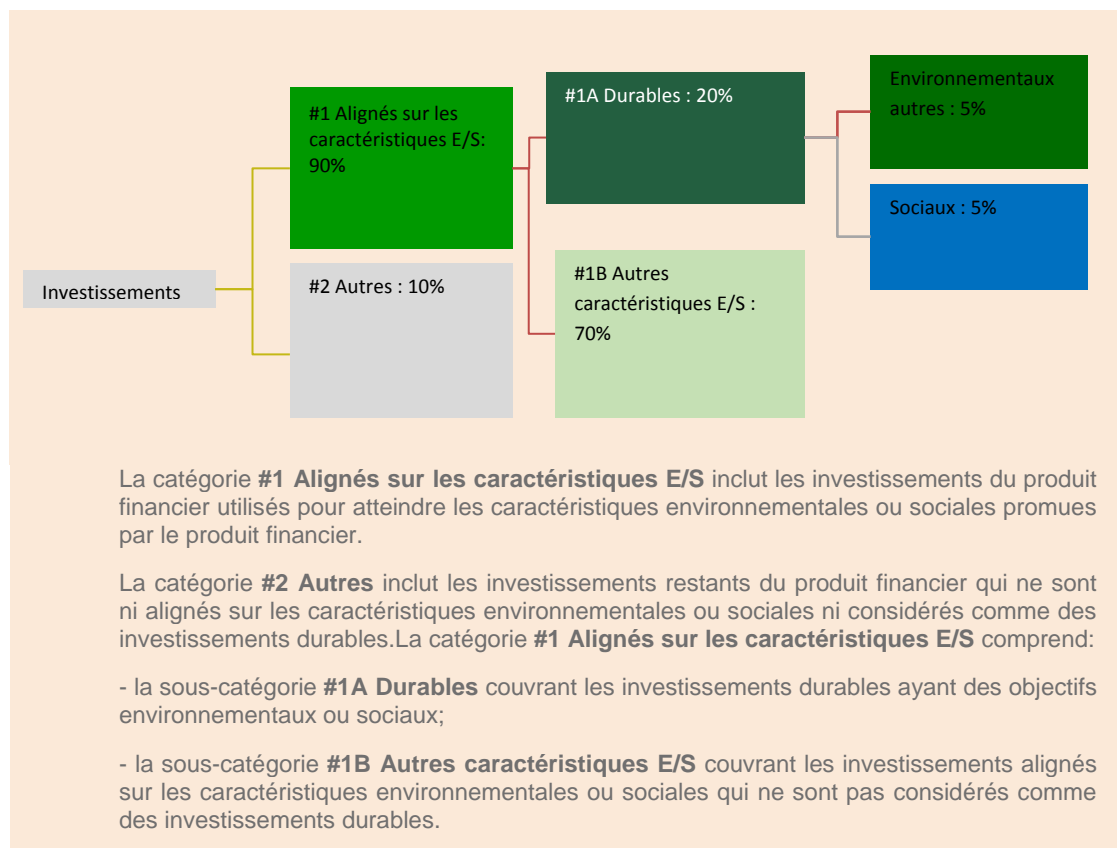 Investissements
#1 Alignés sur les
caractéristiques E/S:
90%
#2 Autres : 10%
#1A Durables : 20%
#1B Autres
caractéristiques E/S :
70%
Environnementaux
autres : 5%
Sociaux : 5%
La catégorie #1 Alignés sur les caractéristiques E/S inclut les investissements du produit
financier utilisés pour atteindre les caractéristiques environnementales ou sociales promues
par le produit financier.
La catégorie #2 Autres inclut les investissements restants du produit financier qui ne sont
ni alignés sur les caractéristiques environnementales ou sociales ni considérés comme des
investissements durables.La catégorie #1 Alignés sur les caractéristiques E/S comprend:
- la sous-catégorie #1A Durables couvrant les investissements durables ayant des objectifs
environnementaux ou sociaux;
- la sous-catégorie #1B Autres caractéristiques E/S couvrant les investissements alignés
sur les caractéristiques environnementales ou sociales qui ne sont pas considérés comme
des investissements durables.